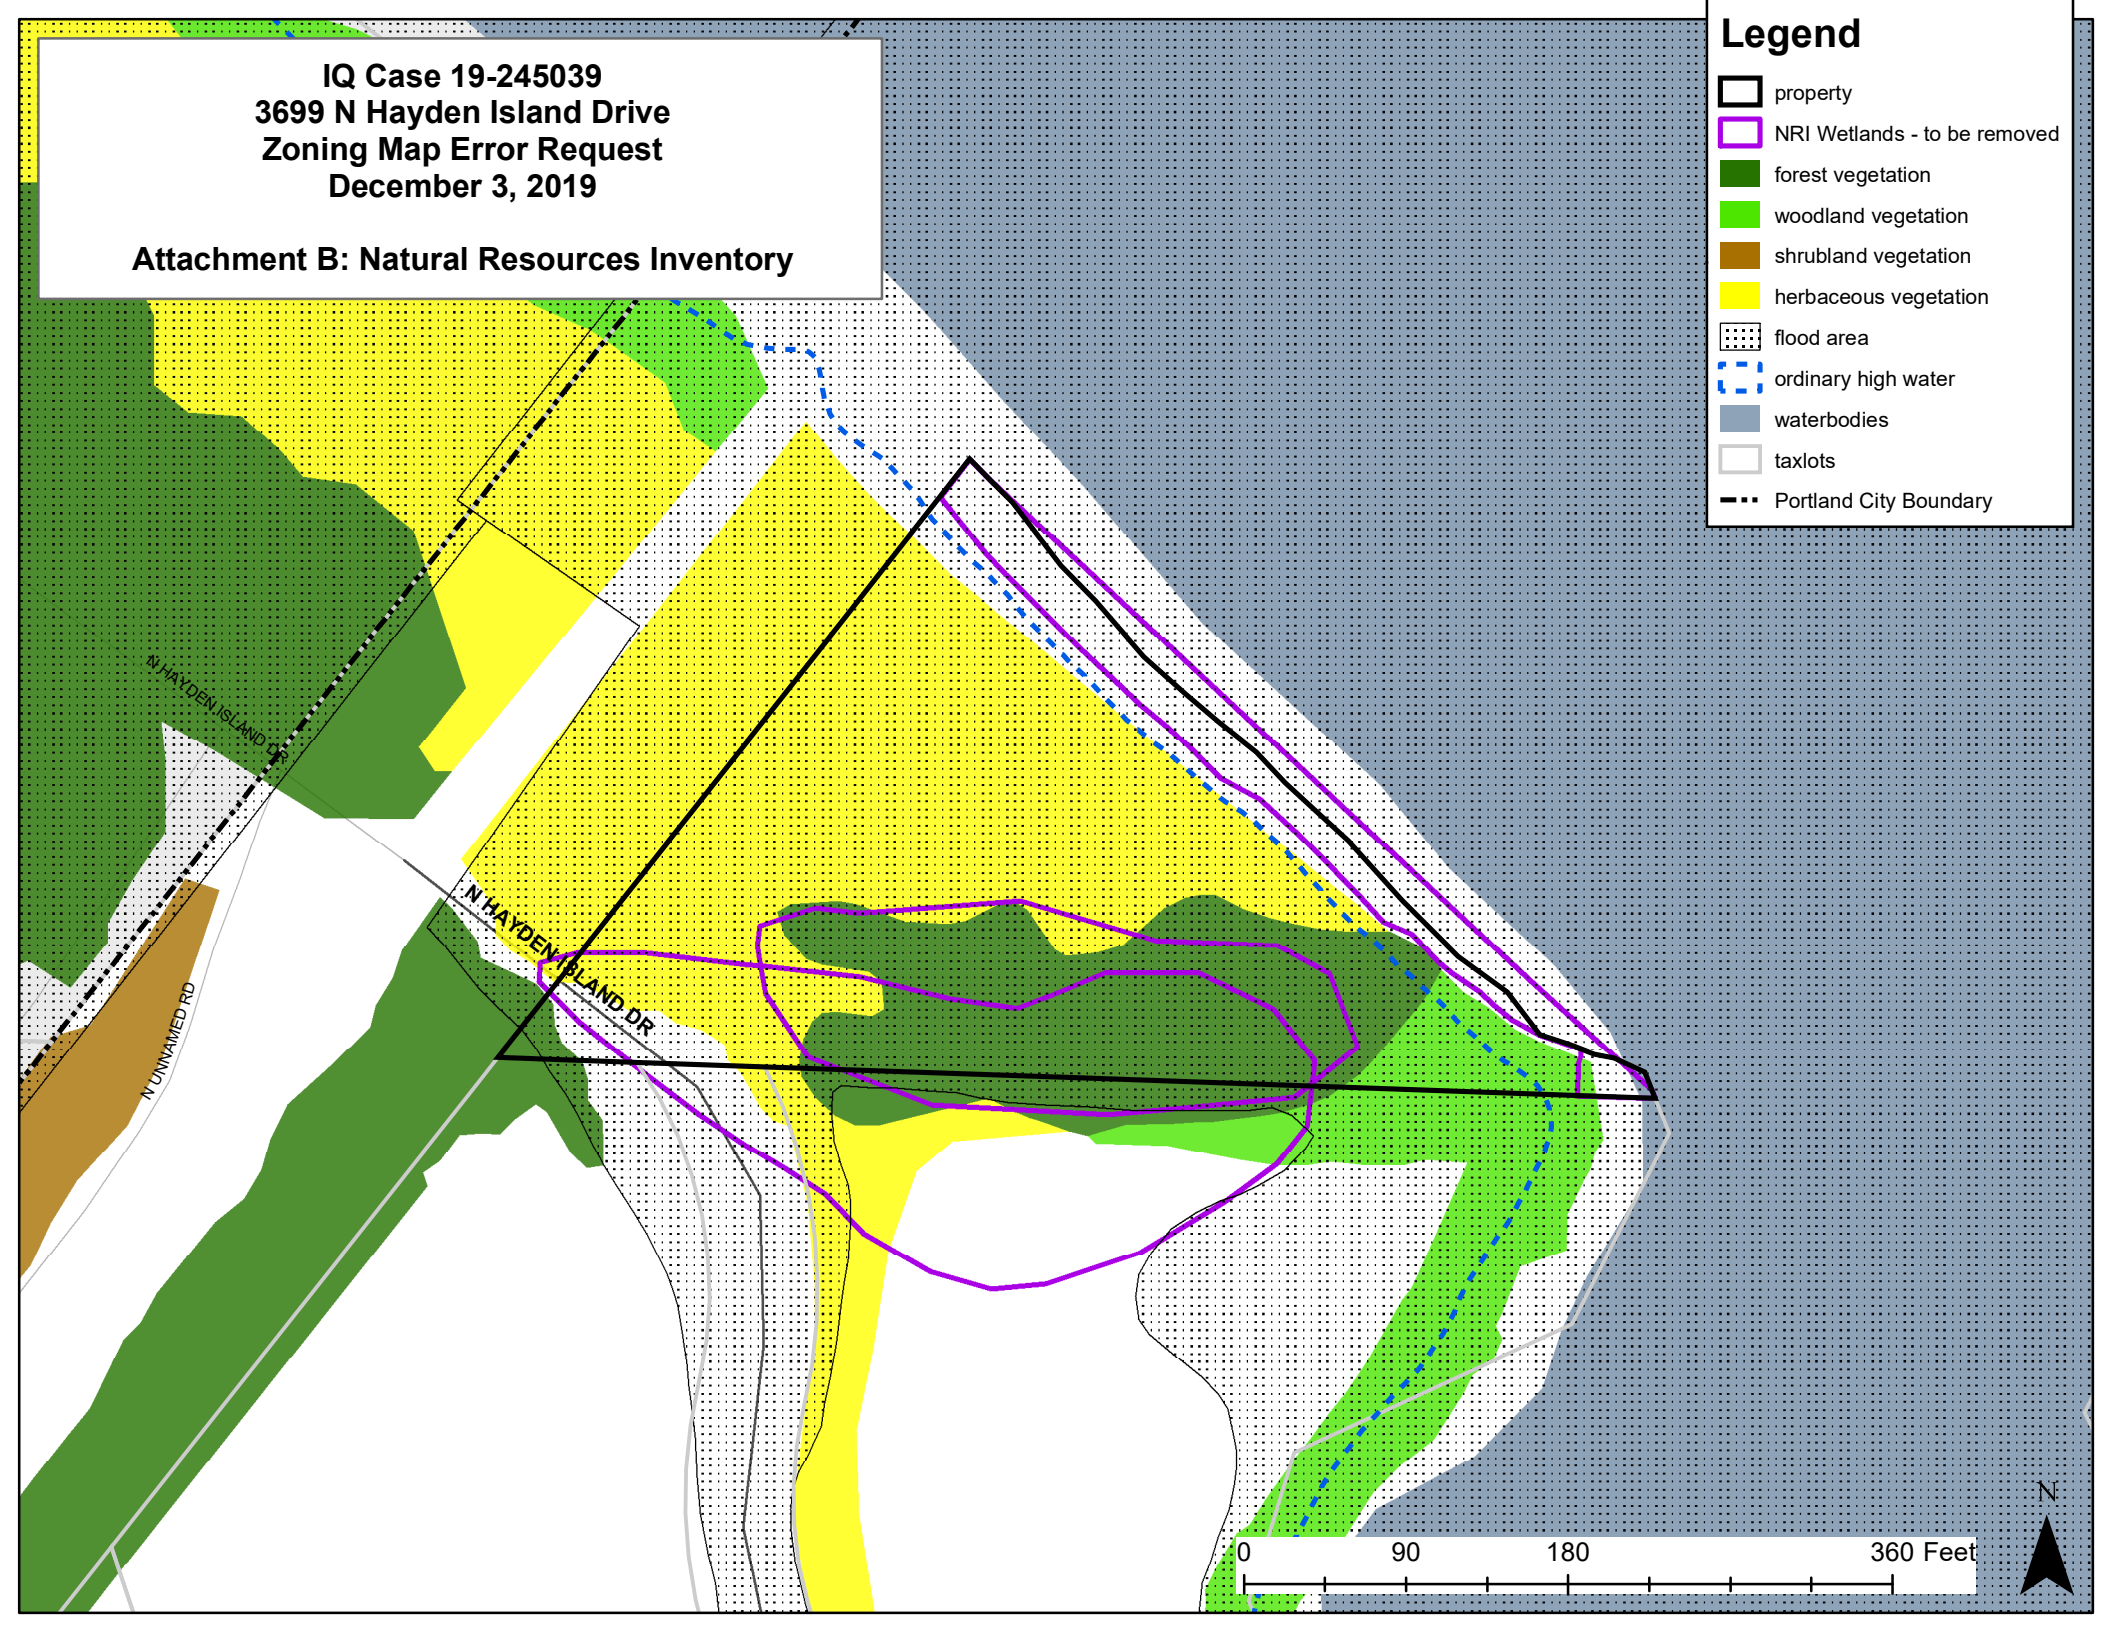 IQ Case 19-245039
3699 N Hayden Island Drive
Zoning Map Error Request
December 3, 2019
Attachment B: Natural Resources Inventory
Legend
property
NRI Wetlands - to be removed
forest vegetation
woodland vegetation
shrubland vegetation
herbaceous vegetation
flood area
ordinary high water
waterbodies
taxlots
Portland City Boundary
N HAYDEN ISLAND DR
N HAYDEN ISLAND DR
N UNNAMED RD
N
0 90 180 360 Feet